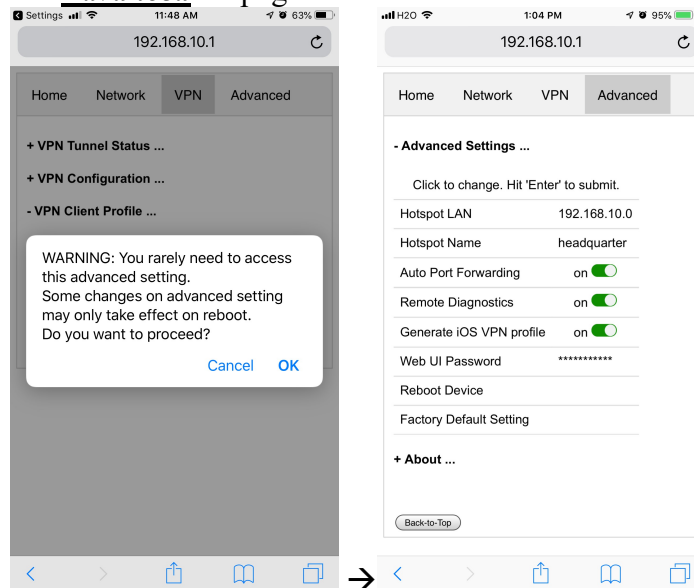 Settings 11:48 AM 63%
192.168.10.1
Home Network VPN Advanced
+ VPN Tunnel Status ...
+ VPN Configuration ...
- VPN Client Profile ...
WARNING: You rarely need to access
this advanced setting.
Some changes on advanced setting
may only take effect on reboot.
Do you want to proceed?
Cancel OK
→
H2O 1:04 PM 95%
192.168.10.1
Home Network VPN Advanced
- Advanced Settings ...
Click to change. Hit 'Enter' to submit.
Hotspot LAN 192.168.10.0
Hotspot Name headquarter
Auto Port Forwarding on
Remote Diagnostics on
Generate iOS VPN profile on
Web UI Password ***********
Reboot Device
Factory Default Setting
+ About ...
Back-to-Top